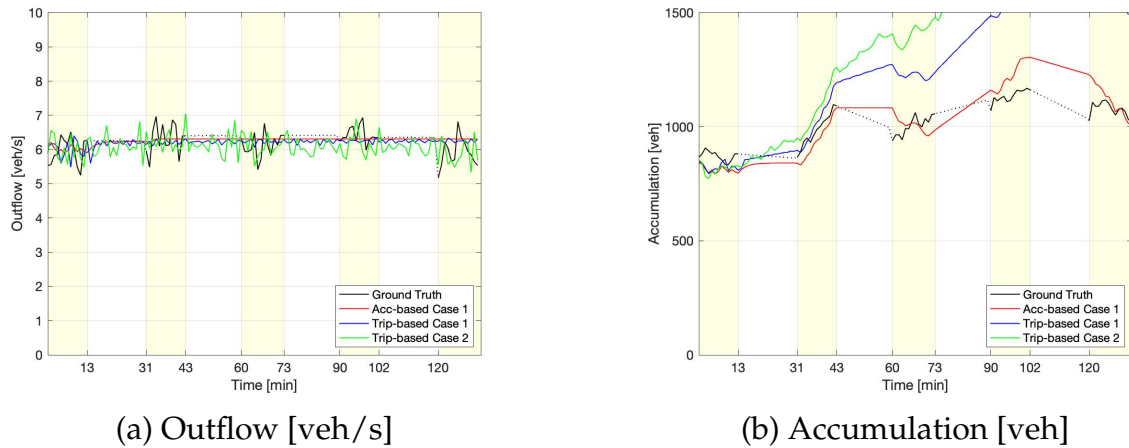 10
9
8
7
6
5
4
3
2
1
0
Outflow [veh/s]
Ground Truth
Acc-based Case 1
Trip-based Case 1
Trip-based Case 2
13 31 43 60 73 90 102 120
Time [min]
(a) Outflow [veh/s]
1500
1000
500
0
Accumulation [veh]
Ground Truth
Acc-based Case 1
Trip-based Case 1
Trip-based Case 2
13 31 43 60 73 90 102 120
Time [min]
(b) Accumulation [veh]